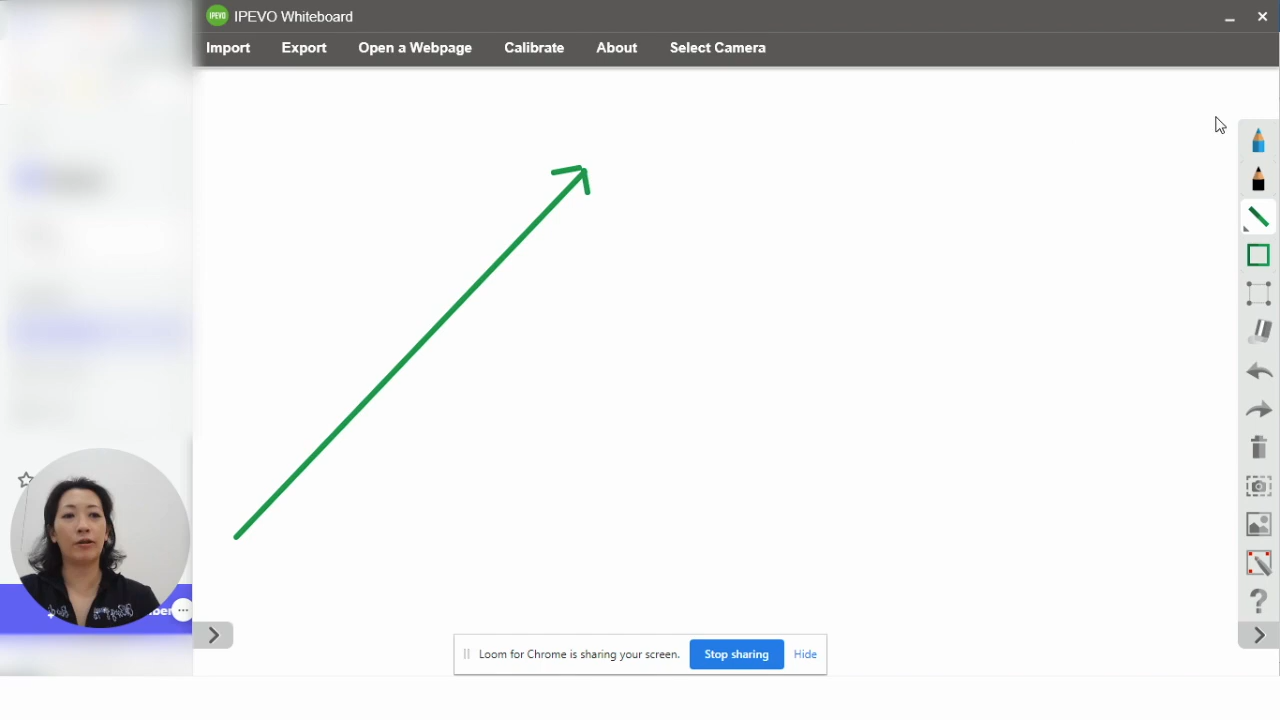 IPEVO IPEVO Whiteboard
Import Export Open a Webpage Calibrate About Select Camera
Loom for Chrome is sharing your screen. Stop sharing Hide